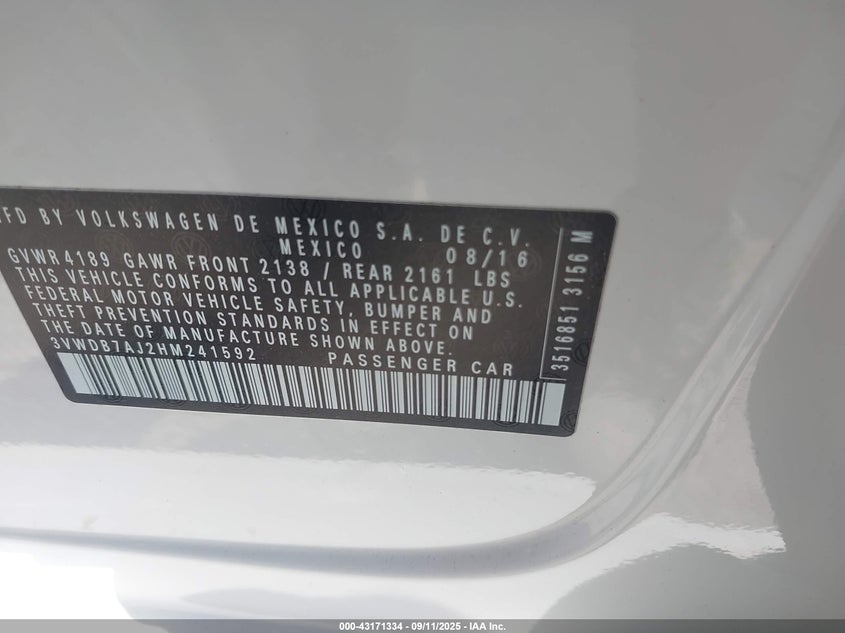 MFD BY VOLKSWAGEN DE MEXICO S.A. DE C.V.
MEXICO 08/16
GVWR4189 GAWR FRONT 2138 / REAR 2161 LBS
THIS VEHICLE CONFORMS TO ALL APPLICABLE U.S.
FEDERAL MOTOR VEHICLE SAFETY, BUMPER AND
THEFT PREVENTION STANDARDS IN EFFECT ON
THE DATE OF MANUFACTURE SHOWN ABOVE.
3VWDB7AJ2HM241592 PASSENGER CAR
3516851 3156 M
000-43171334 - 09/11/2025 - IAA Inc.